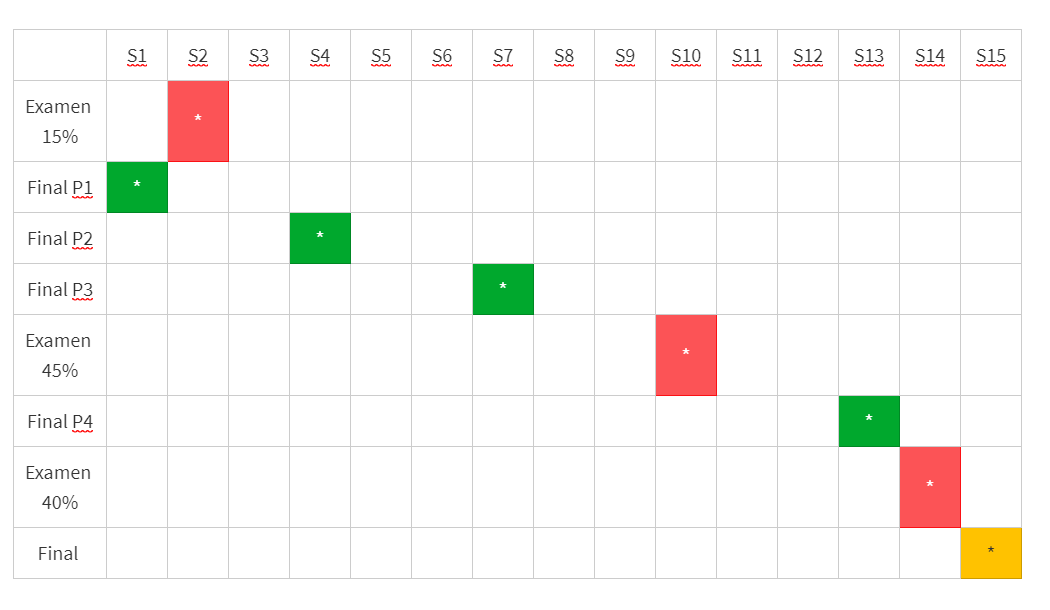 S1 S2 S3 S4 S5 S6 S7 S8 S9 S10 S11 S12 S13 S14 S15
Examen
15% *
Final P1 *
Final P2 *
Final P3 *
Examen
45% *
Final P4 *
Examen
40% *
Final *